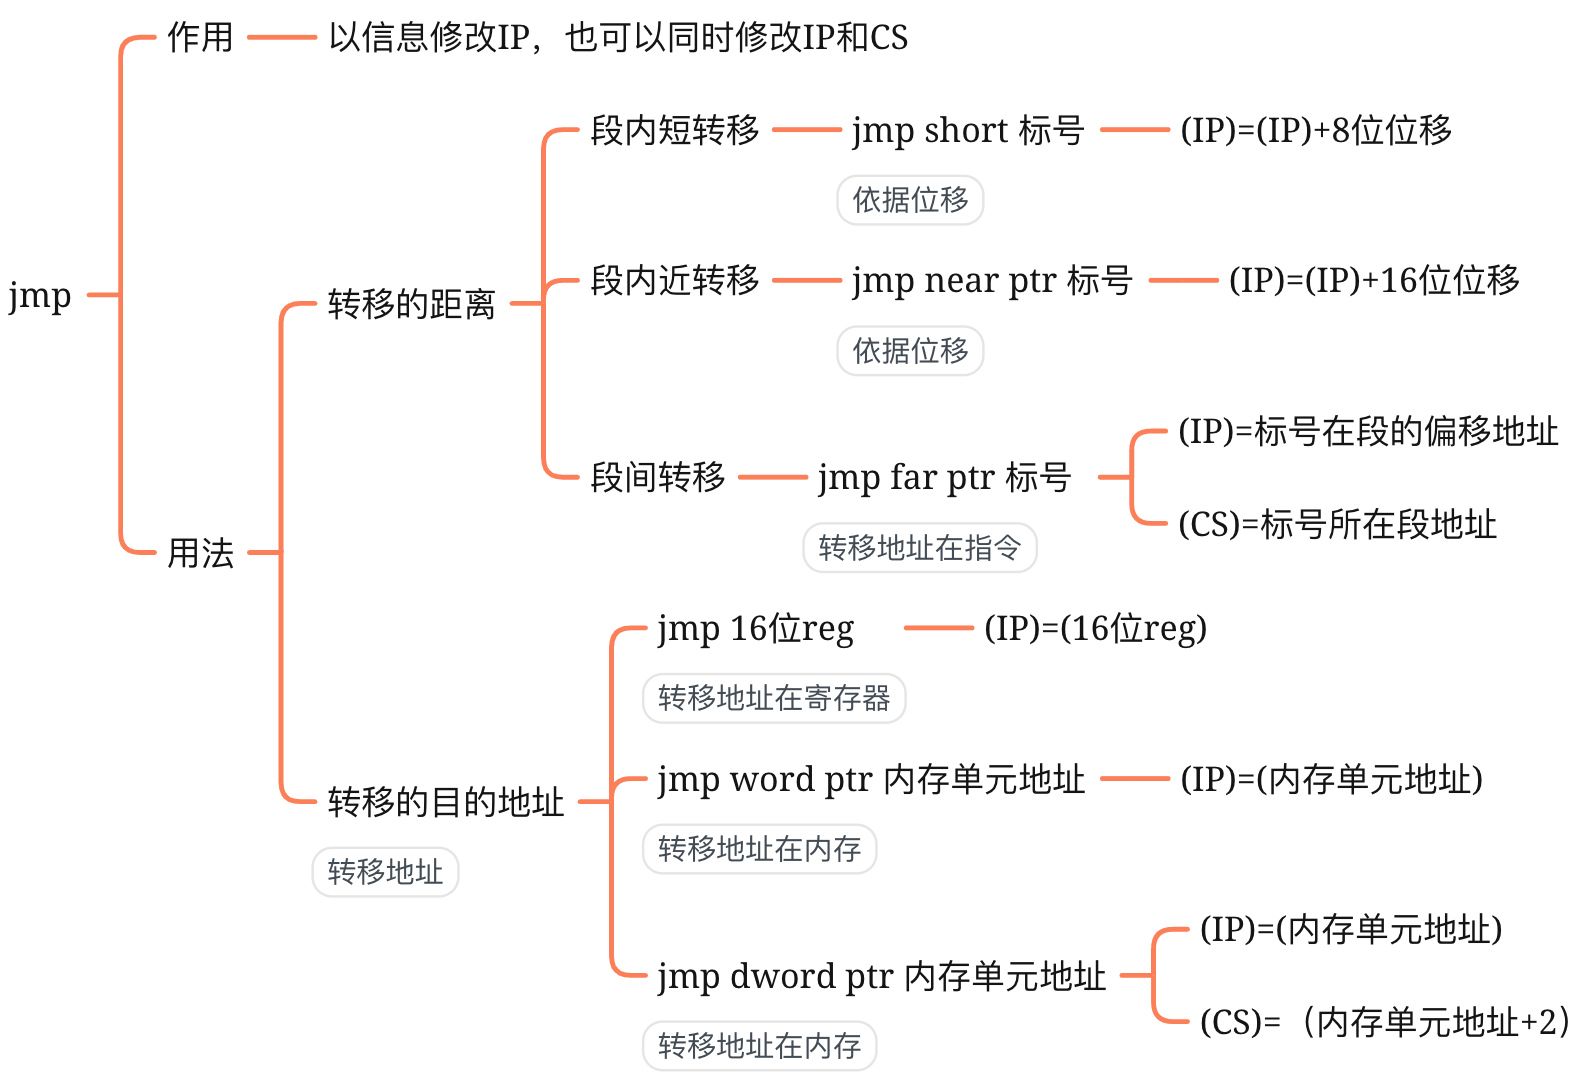 jmp
作用
以信息修改IP，也可以同时修改IP和CS
用法
转移的距离
段内短转移
jmp short 标号
依据位移
(IP)=(IP)+8位位移
段内近转移
jmp near ptr 标号
依据位移
(IP)=(IP)+16位位移
段间转移
jmp far ptr 标号
转移地址在指令
(IP)=标号在段的偏移地址
(CS)=标号所在段地址
转移的目的地址
转移地址
jmp 16位reg
转移地址在寄存器
(IP)=(16位reg)
jmp word ptr 内存单元地址
转移地址在内存
(IP)=(内存单元地址)
jmp dword ptr 内存单元地址
转移地址在内存
(IP)=(内存单元地址)
(CS)=（内存单元地址+2）